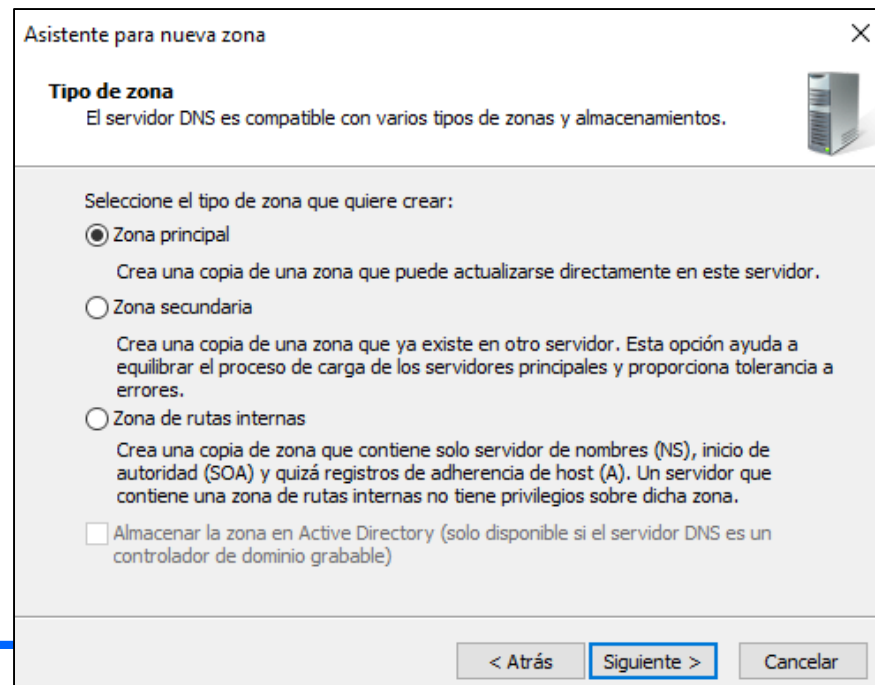 Asistente para nueva zona
Tipo de zona
El servidor DNS es compatible con varios tipos de zonas y almacenamientos.
Seleccione el tipo de zona que quiere crear:
Zona principal
Crea una copia de una zona que puede actualizarse directamente en este servidor.
Zona secundaria
Crea una copia de una zona que ya existe en otro servidor. Esta opción ayuda a
equilibrar el proceso de carga de los servidores principales y proporciona tolerancia a
errores.
Zona de rutas internas
Crea una copia de zona que contiene solo servidor de nombres (NS), inicio de
autoridad (SOA) y quizá registros de adherencia de host (A). Un servidor que
contiene una zona de rutas internas no tiene privilegios sobre dicha zona.
Almacenar la zona en Active Directory (solo disponible si el servidor DNS es un
controlador de dominio grabable)
< Atrás Siguiente > Cancelar